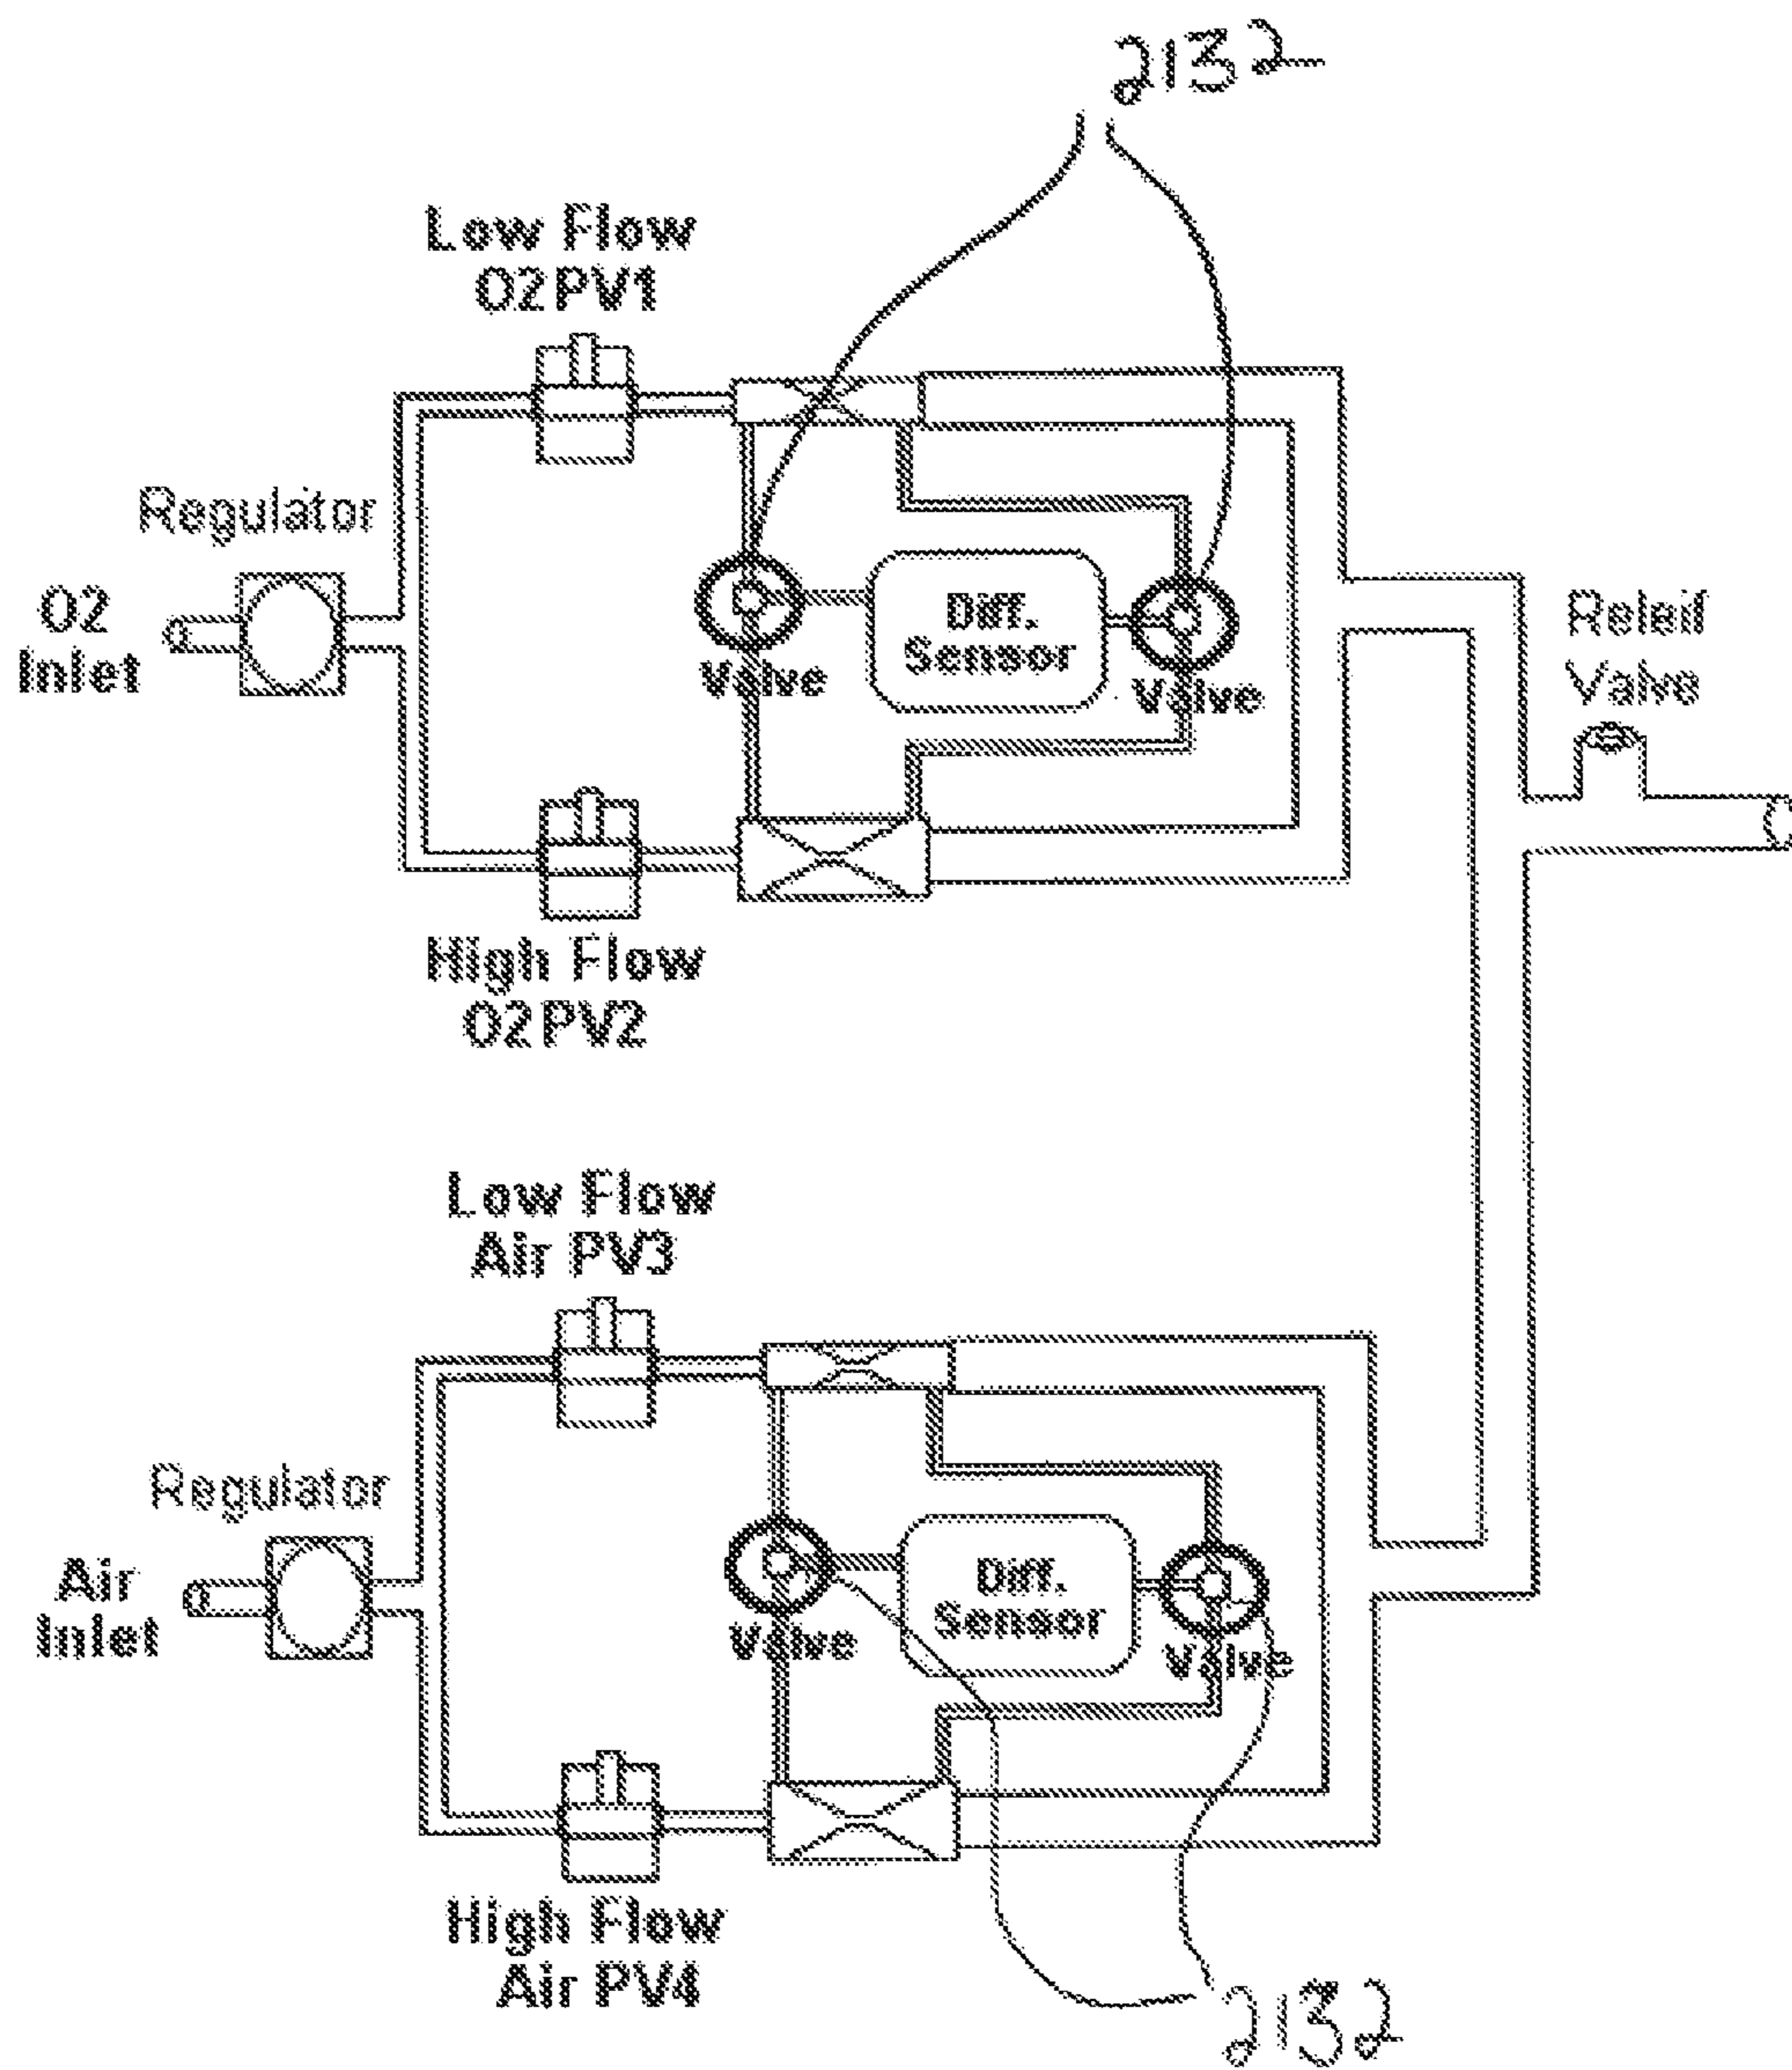 2132
Low Flow
O2 PV1
Regulator
O2
Inlet
Diff.
Sensor
Valve
Valve
Releif
Valve
High Flow
O2 PV2
Low Flow
Air PV3
Regulator
Air
Inlet
Diff.
Sensor
Valve
Valve
High Flow
Air PV4
2132